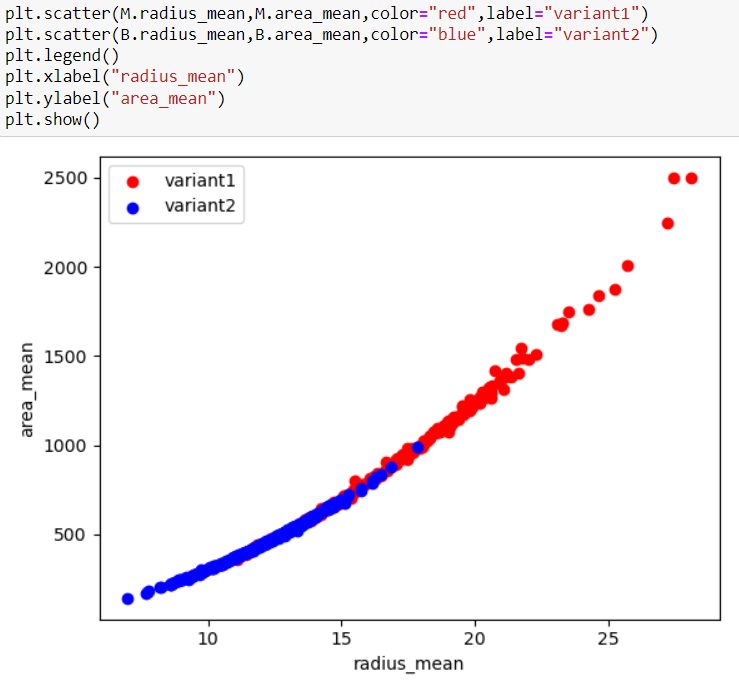 plt.scatter(M.radius_mean,M.area_mean,color="red",label="variant1")
plt.scatter(B.radius_mean,B.area_mean,color="blue",label="variant2")
plt.legend()
plt.xlabel("radius_mean")
plt.ylabel("area_mean")
plt.show()
variant1
variant2
2500
2000
1500
1000
500
area_mean
10 15 20 25
radius_mean